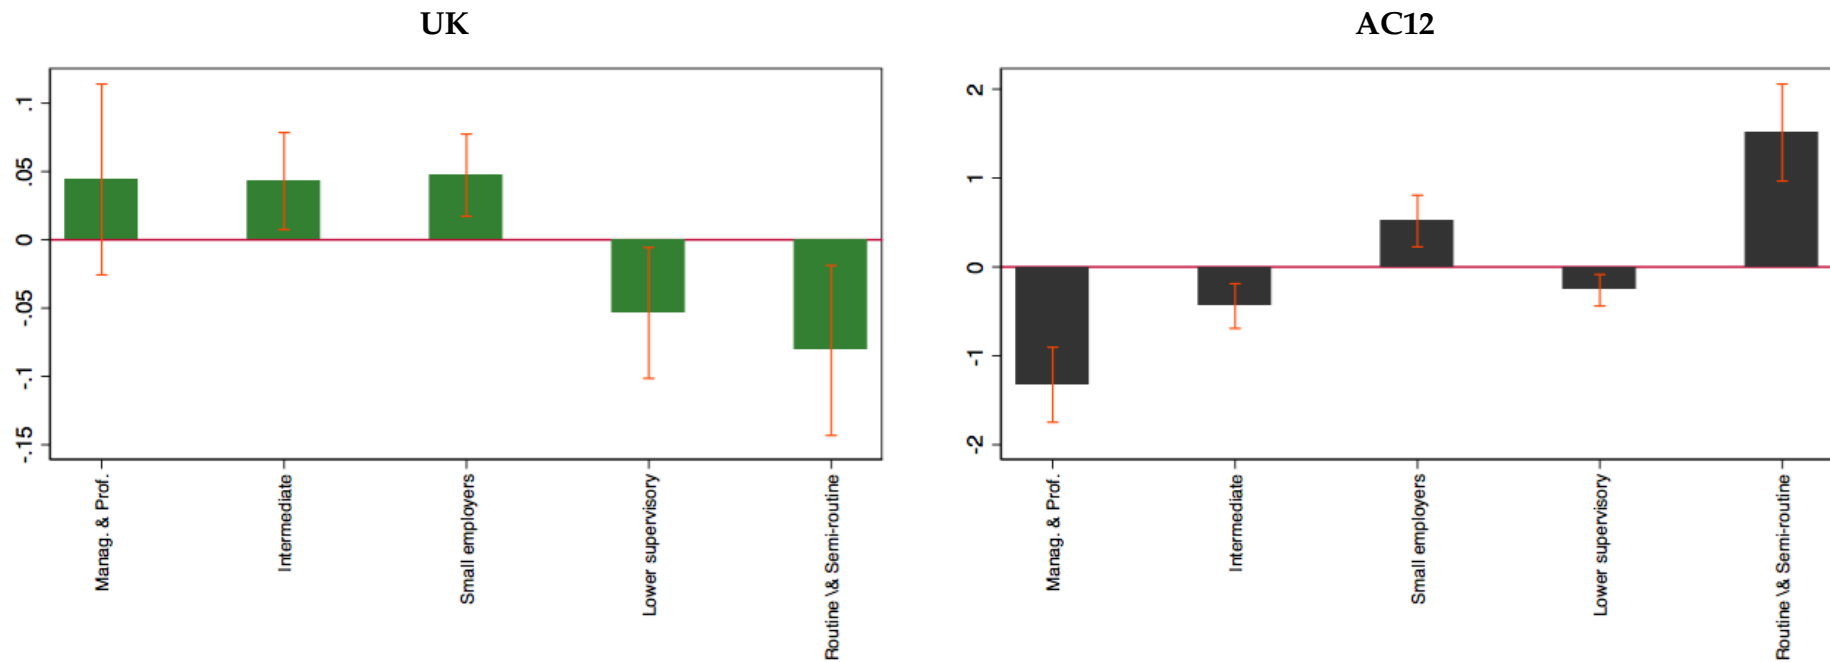 UK
.1
.05
0
-.05
-.1
-.15
Manag. & Prof.
Intermediate
Small employers
Lower supervisory
Routine \& Semi-routine
AC12
2
1
0
-1
-2
Manag. & Prof.
Intermediate
Small employers
Lower supervisory
Routine \& Semi-routine